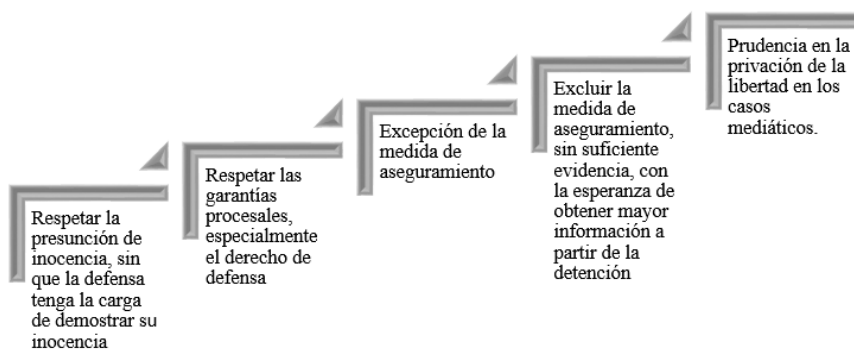 Respetar la
presunción de
inocencia, sin
que la defensa
tenga la carga
de demostrar su
inocencia
Respetar las
garantías
procesales,
especialmente
el derecho de
defensa
Excepción de la
medida de
aseguramiento
Excluir la
medida de
aseguramiento,
sin suficiente
evidencia, con
la esperanza de
obtener mayor
información a
partir de la
detención
Prudencia en la
privación de la
libertad en los
casos
mediáticos.